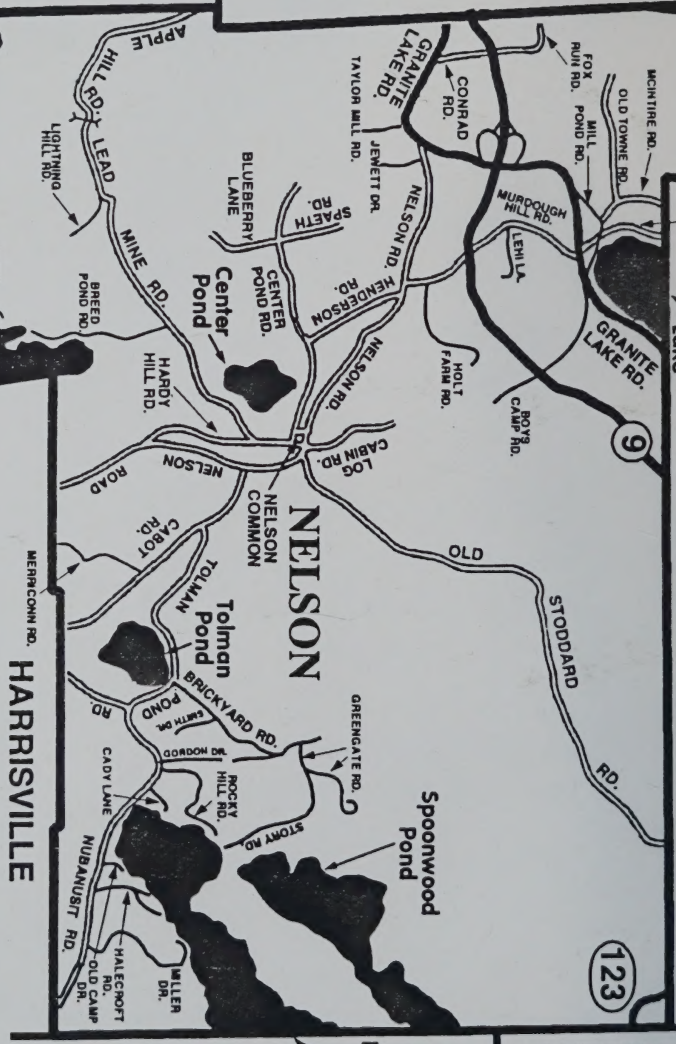 APPLE
HILL RD.
LEAD
MINE RD.
LIGHTNING
HILL RD.
BREED
POND RD.
BLUEBERRY
LANE
SPAETH
RD.
CENTER
POND RD.
Center
Pond
HARDY
HILL RD.
TAYLOR MILL RD.
GRANITE
LAKE RD.
CONRAD
RD.
JEWETT DR.
FOX
RUN RD.
MILL
POND RD.
OLD TOWNE RD.
MCINTIRE RD.
MURDOUGH
HILL RD.
LEHI LA.
NELSON RD.
HENDERSON
RD.
NELSON RD.
HOLT
FARM RD.
BOYS
CAMP RD.
GRANITE
LAKE RD.
9
LOG
CABIN RD.
NELSON
ROAD
NELSON
COMMON
NELSON
OLD
STODDARD
RD.
CABOT
RD.
MERRICONN RD.
TOLMAN
POND
RD.
Tolman
Pond
BRICKYARD RD.
SMITH DR.
GORDON DR.
GREENGATE RD.
ROCKY
HILL RD.
STORY RD.
CADY LANE
Spoonwood
Pond
NUBANUSIT RD.
HALECROFT
RD.
OLD CAMP
DR.
MILLER
DR.
HARRISVILLE
123